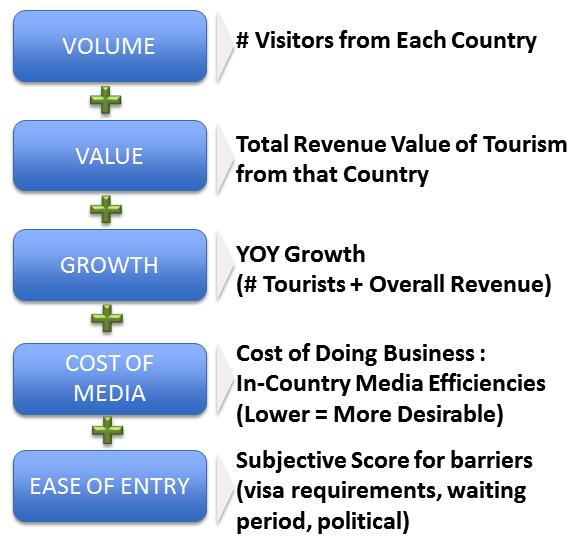 VOLUME
# Visitors from Each Country
VALUE
Total Revenue Value of Tourism
from that Country
GROWTH
YOY Growth
(# Tourists + Overall Revenue)
COST OF
MEDIA
Cost of Doing Business :
In-Country Media Efficiencies
(Lower = More Desirable)
EASE OF ENTRY
Subjective Score for barriers
(visa requirements, waiting
period, political)